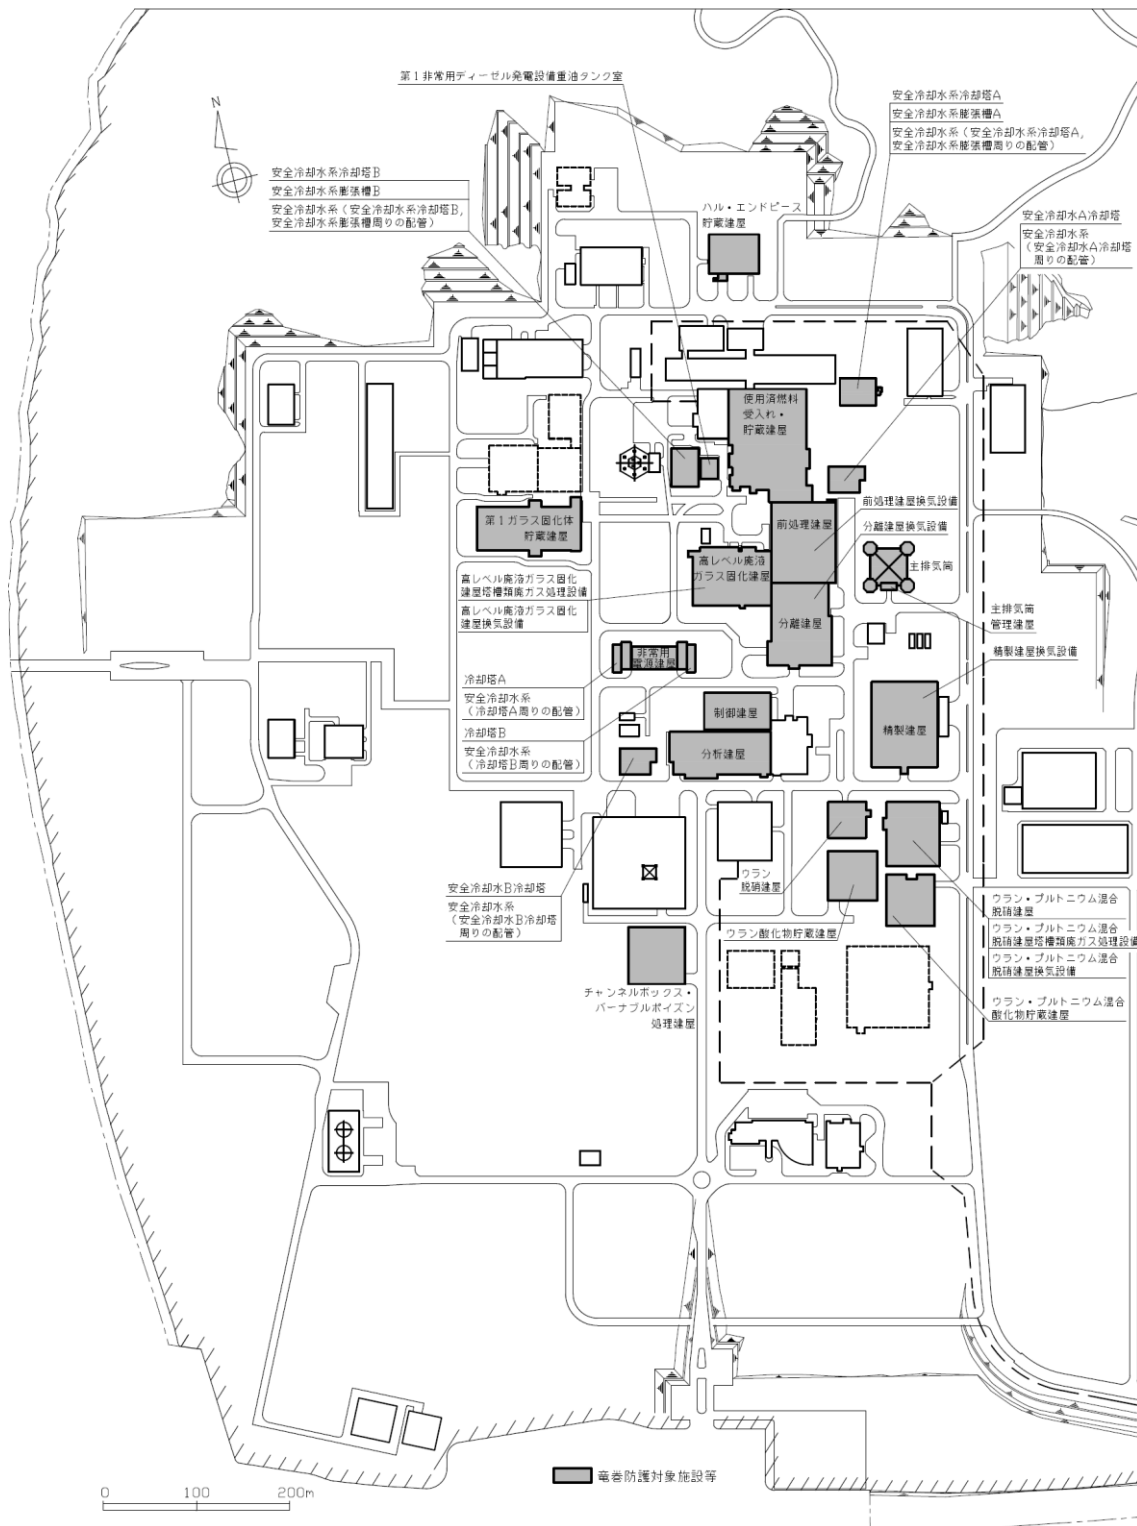 第1非常用ディーゼル発電設備重油タンク室
安全冷却水系冷却塔A
安全冷却水系膨張槽A
安全冷却水系(安全冷却水系冷却塔A,
安全冷却水系膨張槽周りの配管)
N
安全冷却水系冷却塔B
安全冷却水系膨張槽B
安全冷却水系(安全冷却水系冷却塔B,
安全冷却水系膨張槽周りの配管)
ハル・エンドピース
貯蔵建屋
安全冷却水A冷却塔
安全冷却水系
(安全冷却水A冷却塔
周りの配管)
使用済燃料
受入れ・
貯蔵建屋
前処理建屋換気設備
第1ガラス固化体
貯蔵建屋
前処理建屋
分離建屋換気設備
高レベル廃液
ガラス固化建屋
主排気筒
高レベル廃液ガラス固化
建屋塔槽類廃ガス処理設備
高レベル廃液ガラス固化
建屋換気設備
主排気筒
管理建屋
分離建屋
精製建屋換気設備
非常用
電源建屋
冷却塔A
安全冷却水系
(冷却塔A周りの配管)
冷却塔B
安全冷却水系
(冷却塔B周りの配管)
制御建屋
精製建屋
分析建屋
ウラン
脱硝建屋
安全冷却水B冷却塔
安全冷却水系
(安全冷却水B冷却塔
周りの配管)
ウラン・プルトニウム混合
脱硝建屋
ウラン・プルトニウム混合
脱硝建屋塔槽類廃ガス処理設備
ウラン・プルトニウム混合
脱硝建屋換気設備
ウラン酸化物貯蔵建屋
ウラン・プルトニウム混合
酸化物貯蔵建屋
チャンネルボックス・
バーナブルポイズン
処理建屋
竜巻防護対象施設等
0 100 200m